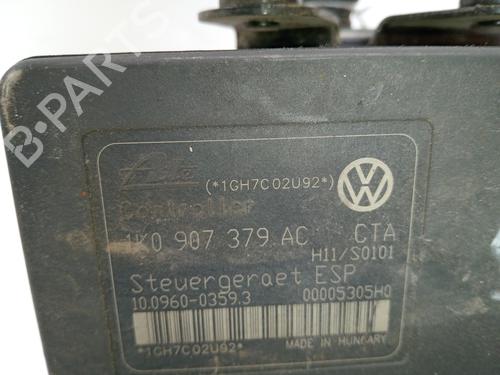 Ate (*1GH7C02U92*)
Controller
1K0 907 379 AC CTA
H11/S0101
Steuergeraet ESP
10.0960-0359.3 00005305H0
*1GH7C02U92* MADE IN HUNGARY
B-PARTS